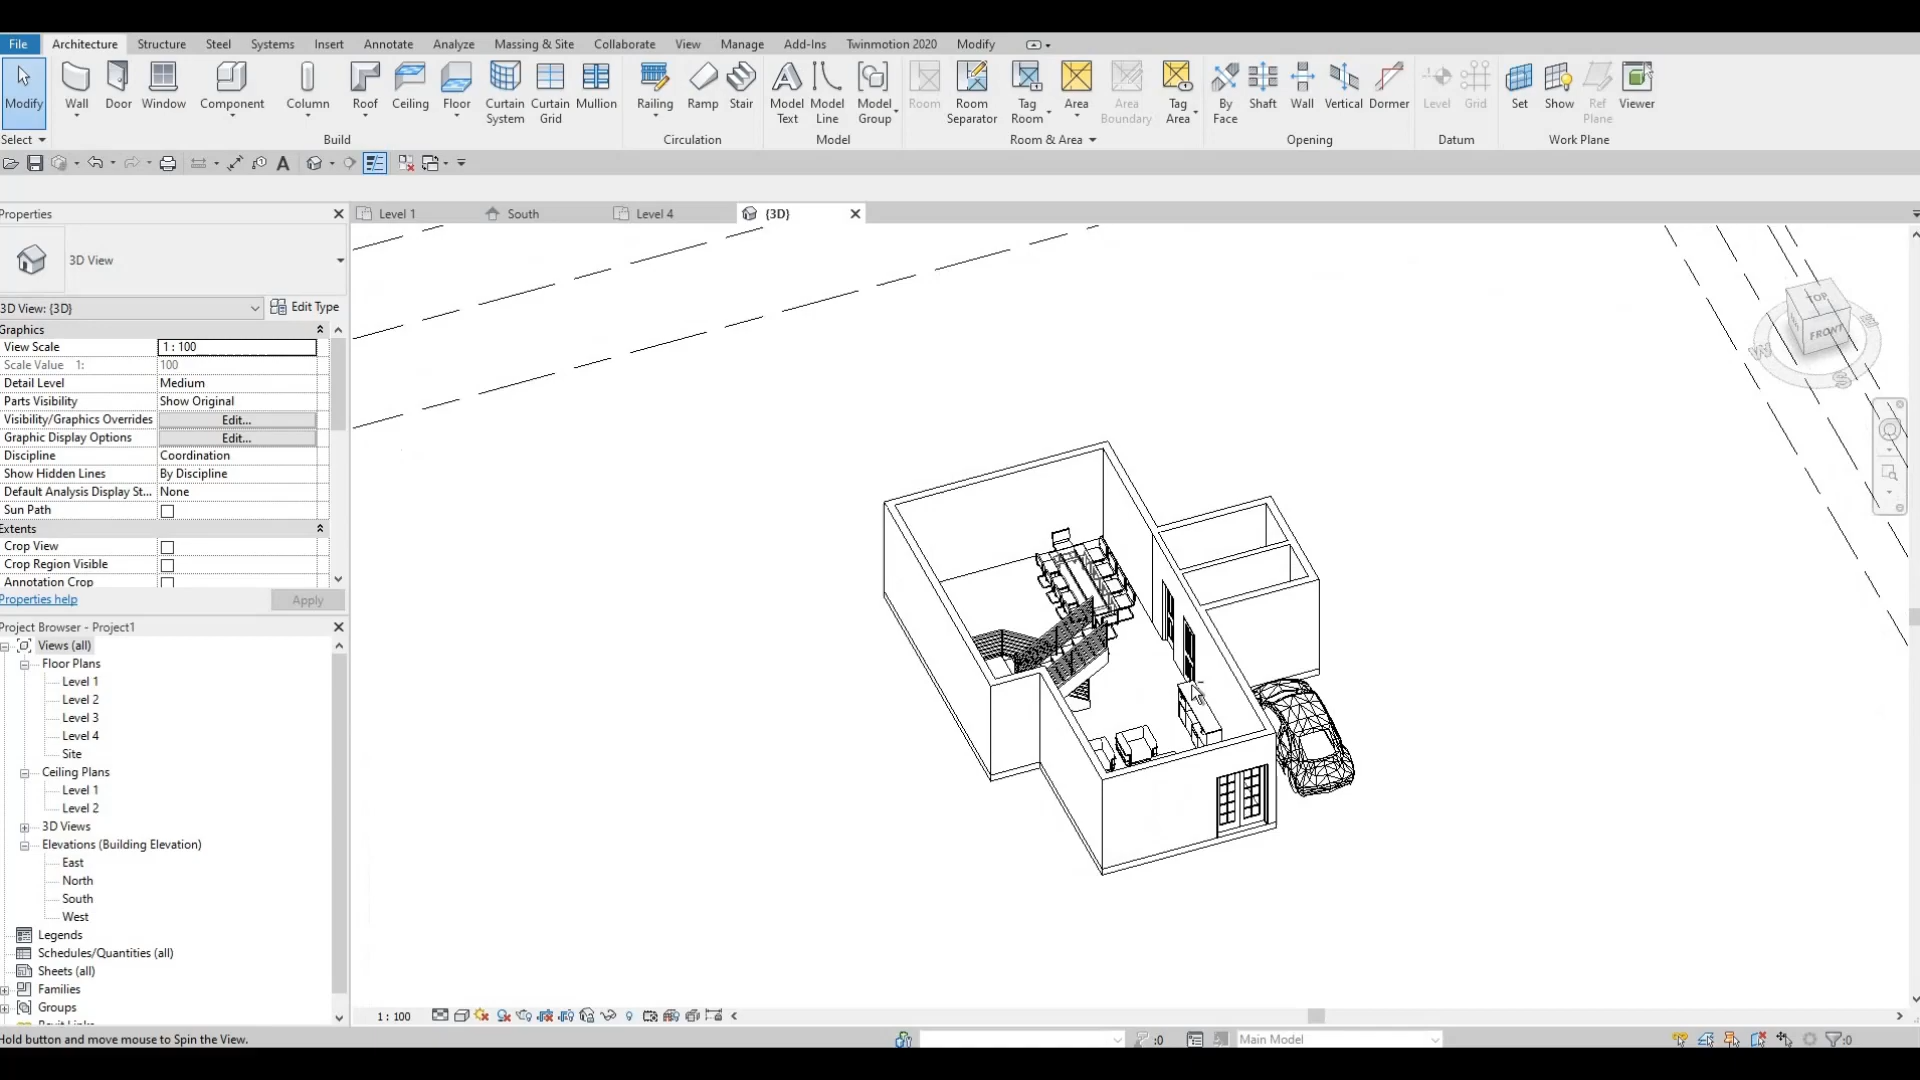 File Architecture Structure Steel Systems Insert Annotate Analyze Massing & Site Collaborate View Manage Add-Ins Twinmotion 2020 Modify
Modify Wall Door Window Component Column Roof Ceiling Floor Curtain System Curtain Grid Mullion Railing Ramp Stair Model Text Model Line Model Group Room Room Separator Tag Room Area Area Boundary Tag Area By Face Shaft Wall Vertical Dormer Level Grid Set Show Ref Plane Viewer
Select Build Circulation Model Room & Area Opening Datum Work Plane
Properties
Level 1 South Level 4 {3D}
3D View
3D View: {3D} Edit Type
Graphics
View Scale 1 : 100
Scale Value 1: 100
Detail Level Medium
Parts Visibility Show Original
Visibility/Graphics Overrides Edit...
Graphic Display Options Edit...
Discipline Coordination
Show Hidden Lines By Discipline
Default Analysis Display St... None
Sun Path
Extents
Crop View
Crop Region Visible
Annotation Crop
Properties help Apply
Project Browser - Project1
Views (all)
Floor Plans
Level 1
Level 2
Level 3
Level 4
Site
Ceiling Plans
Level 1
Level 2
3D Views
Elevations (Building Elevation)
East
North
South
West
Legends
Schedules/Quantities (all)
Sheets (all)
Families
Groups
TOP
FRONT
W
S
E
1 : 100
Hold button and move mouse to Spin the View.
:0
Main Model
:0